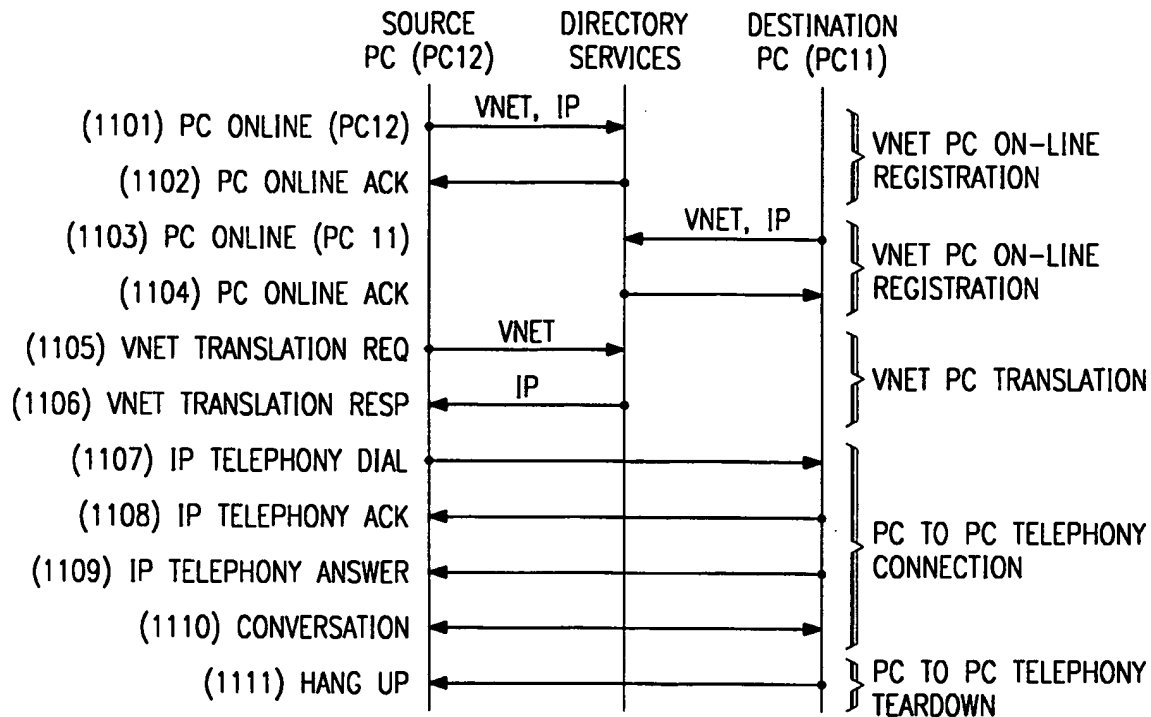 SOURCE
PC (PC12)
DIRECTORY
SERVICES
DESTINATION
PC (PC11)
(1101) PC ONLINE (PC12)
VNET, IP
(1102) PC ONLINE ACK
VNET PC ON-LINE
REGISTRATION
(1103) PC ONLINE (PC 11)
VNET, IP
(1104) PC ONLINE ACK
VNET PC ON-LINE
REGISTRATION
(1105) VNET TRANSLATION REQ
VNET
(1106) VNET TRANSLATION RESP
IP
VNET PC TRANSLATION
(1107) IP TELEPHONY DIAL
(1108) IP TELEPHONY ACK
(1109) IP TELEPHONY ANSWER
(1110) CONVERSATION
PC TO PC TELEPHONY
CONNECTION
(1111) HANG UP
PC TO PC TELEPHONY
TEARDOWN